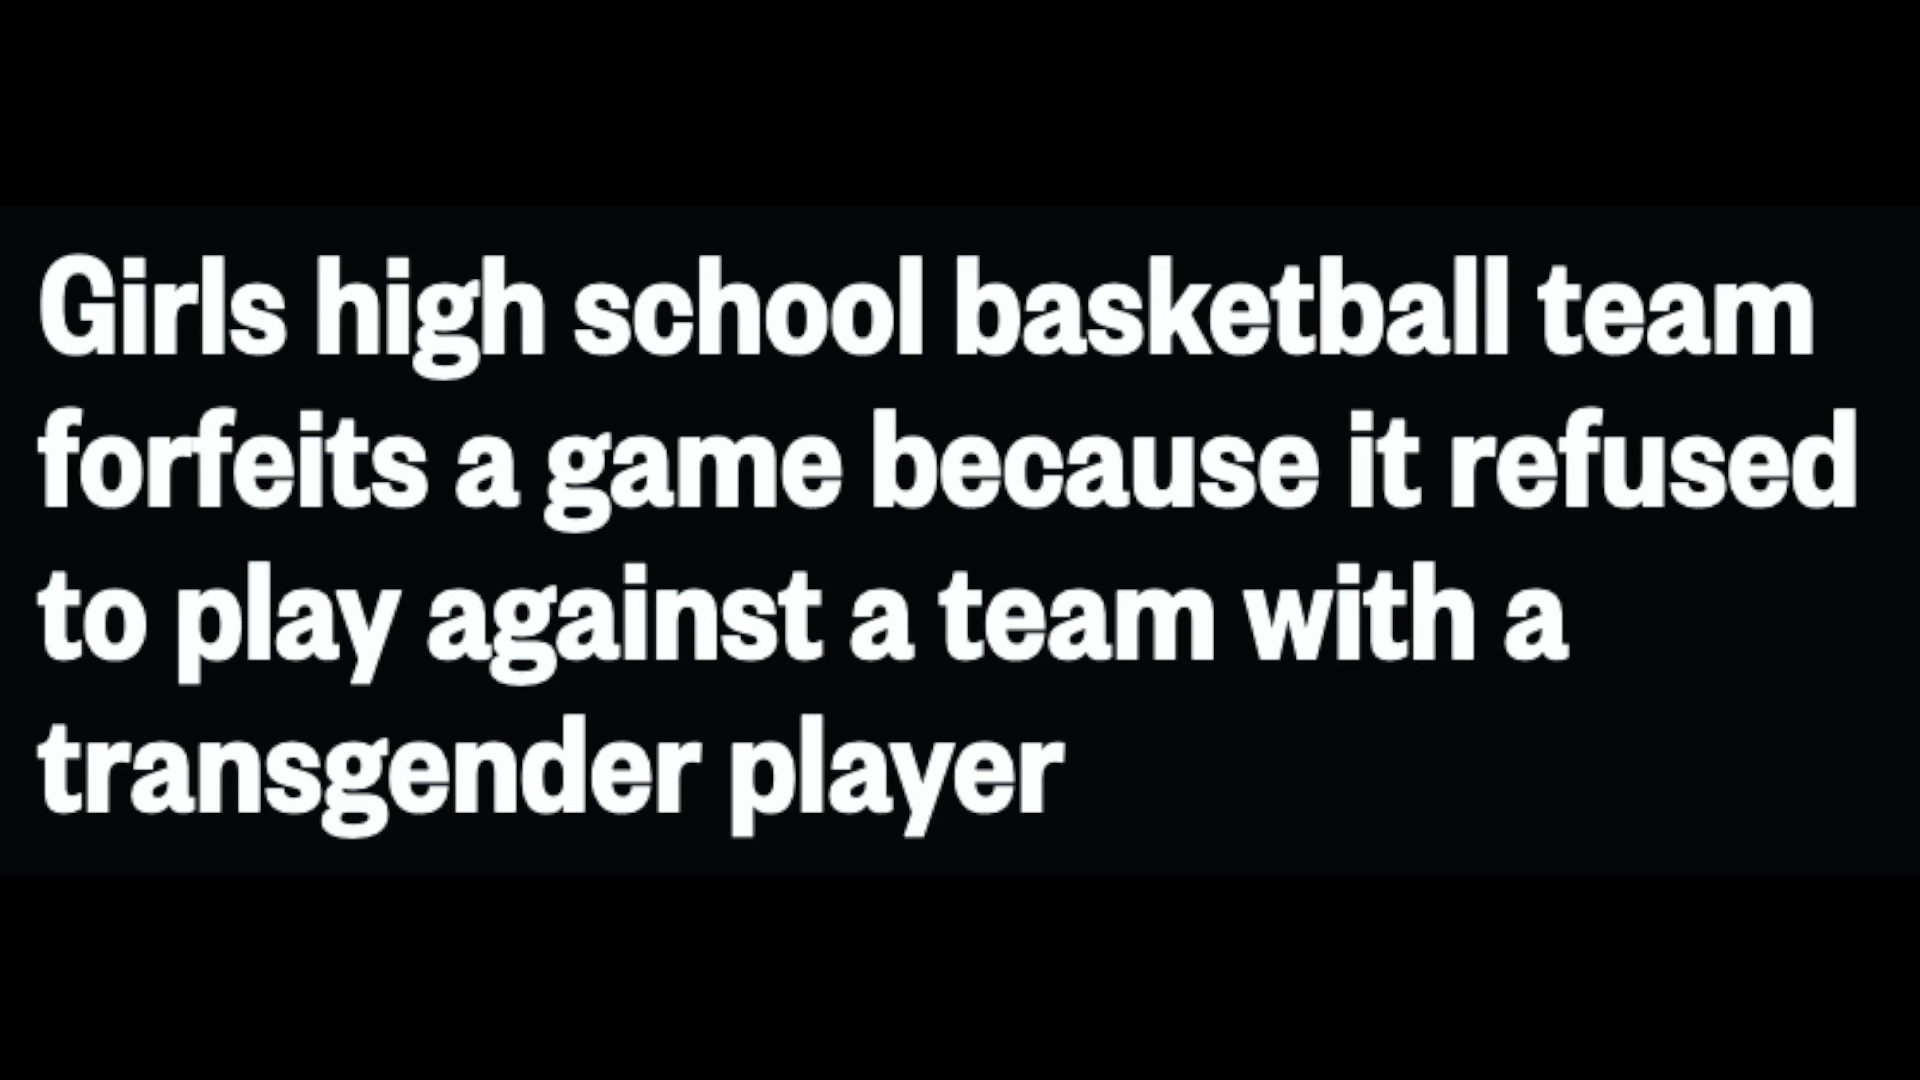 Girls high school basketball team
forfeits a game because it refused
to play against a team with a
transgender player